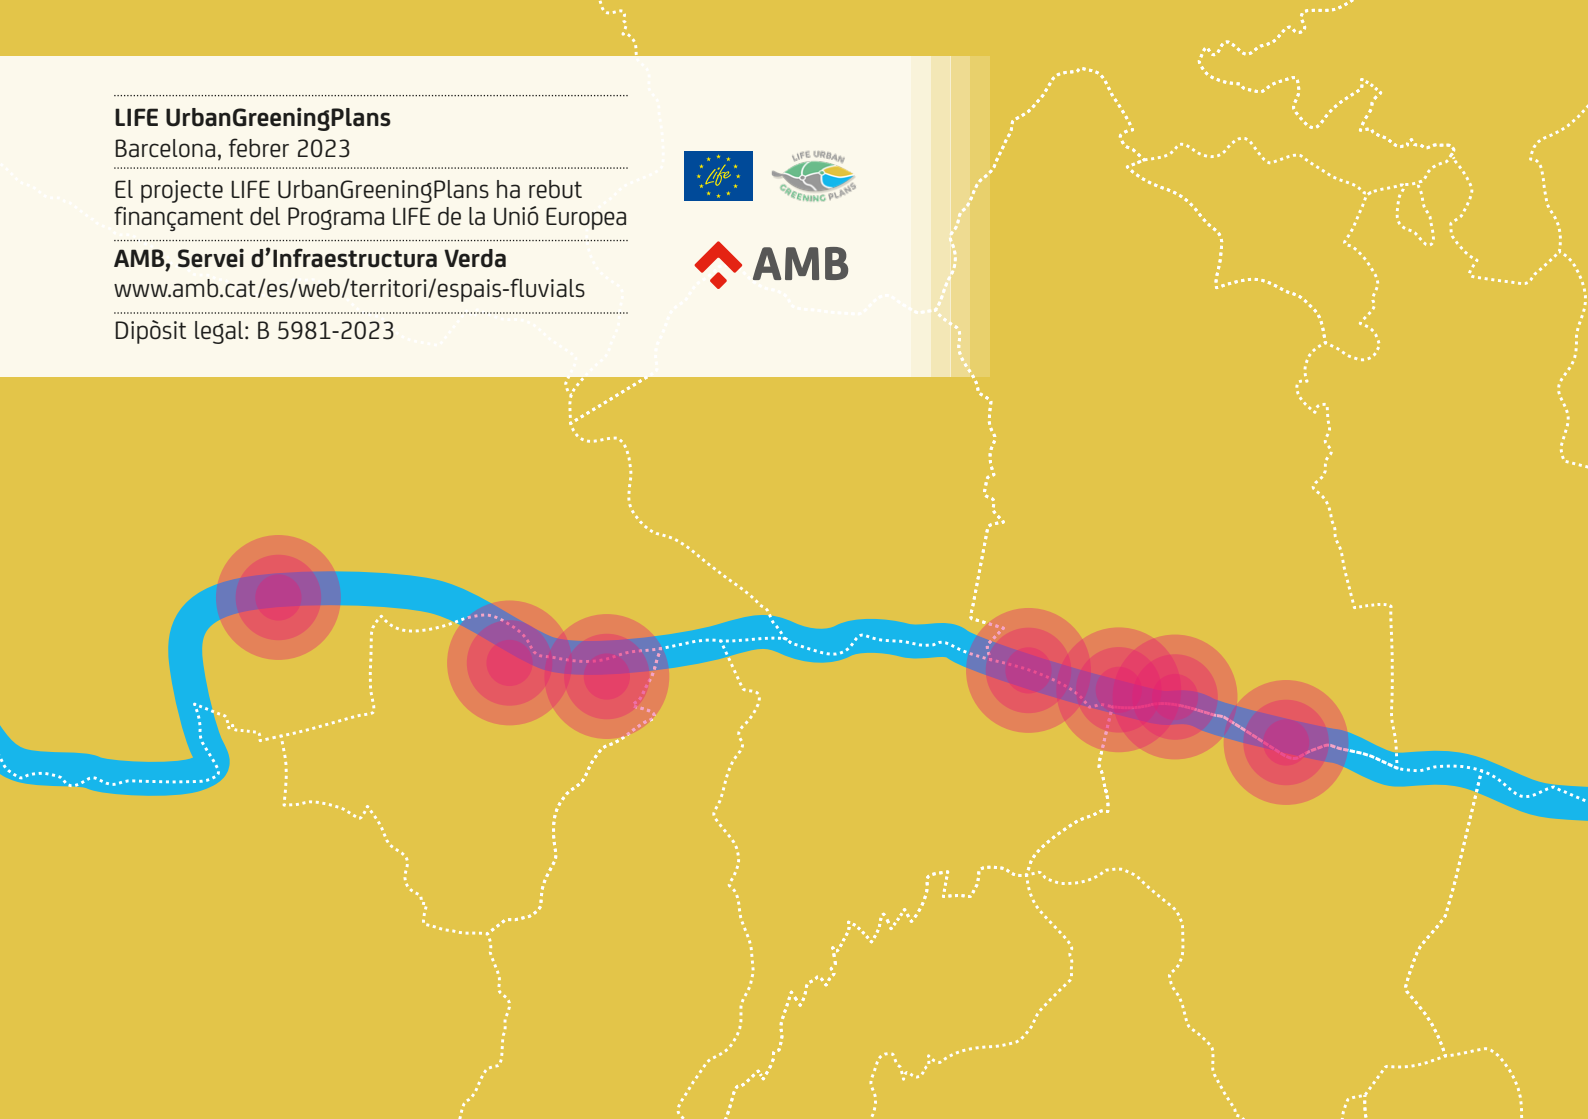 LIFE UrbanGreeningPlans
Barcelona, febrer 2023
El projecte LIFE UrbanGreeningPlans ha rebut
finançament del Programa LIFE de la Unió Europea
AMB, Servei d’Infraestructura Verda
www.amb.cat/es/web/territori/espais-fluvials
Dipòsit legal: B 5981-2023
Life
LIFE URBAN
GREENING PLANS
AMB